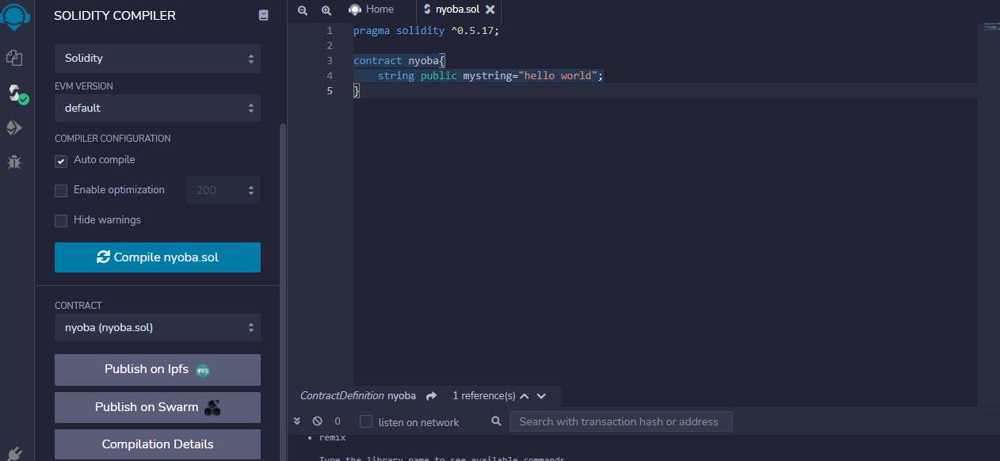 SOLIDITY COMPILER
Solidity
EVM VERSION
default
COMPILER CONFIGURATION
Auto compile
Enable optimization 200
Hide warnings
Compile nyoba.sol
CONTRACT
nyoba (nyoba.sol)
Publish on Ipfs IPFS
Publish on Swarm
Compilation Details
Home nyoba.sol
1 pragma solidity ^0.5.17;
2
3 contract nyoba{
4 string public mystring="hello world";
5 }
ContractDefinition nyoba 1 reference(s)
0 listen on network Search with transaction hash or address
• remix
Type the library name to see available commands.